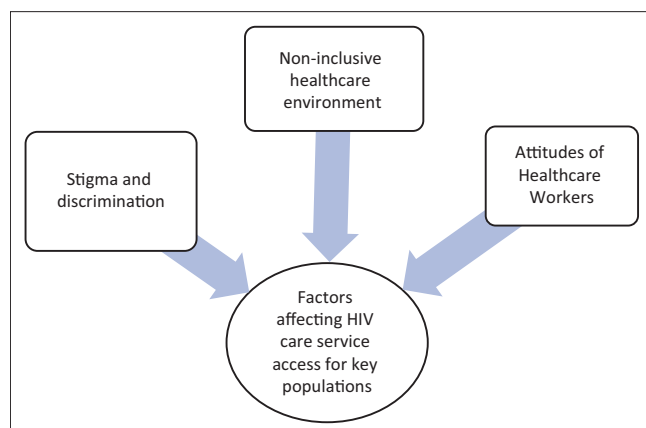 Non-inclusive
healthcare
environment
Stigma and
discrimination
Attitudes of
Healthcare
Workers
Factors
affecting HIV
care service
access for key
populations